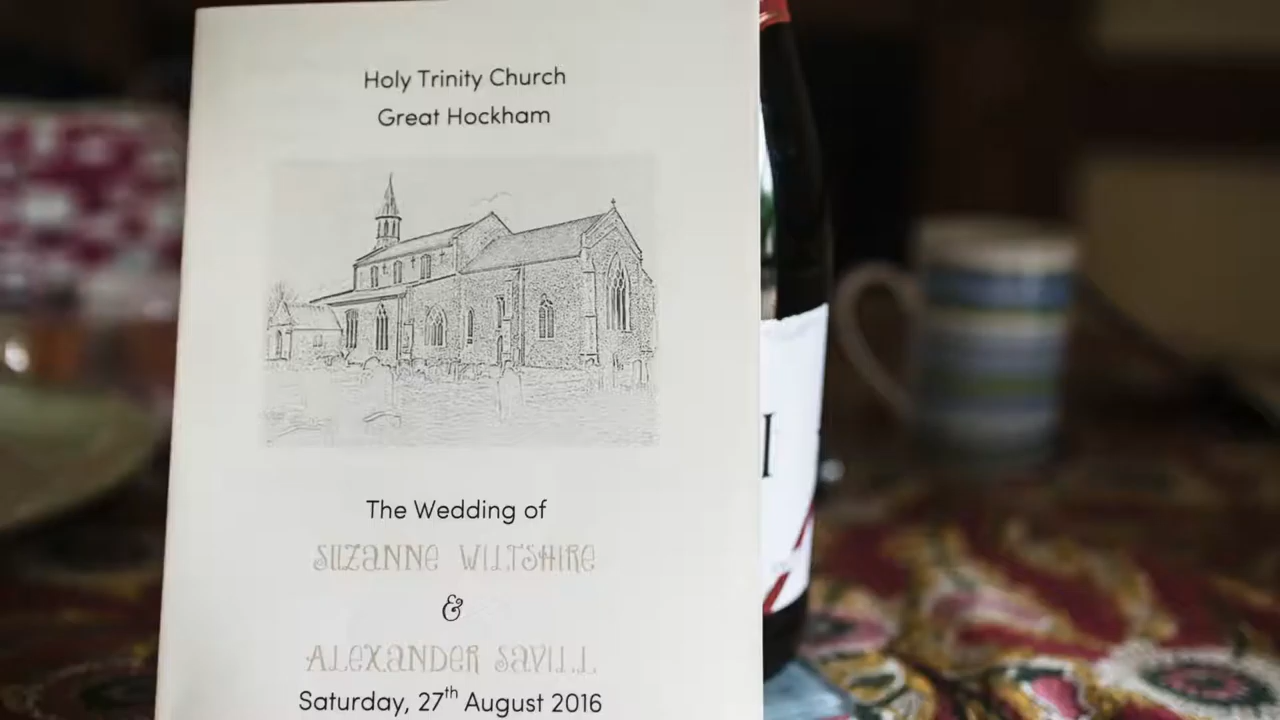 Holy Trinity Church
Great Hockham
The Wedding of
SUZANNE WILTSHIRE
&
ALEXANDER SAVILL
Saturday, 27th August 2016